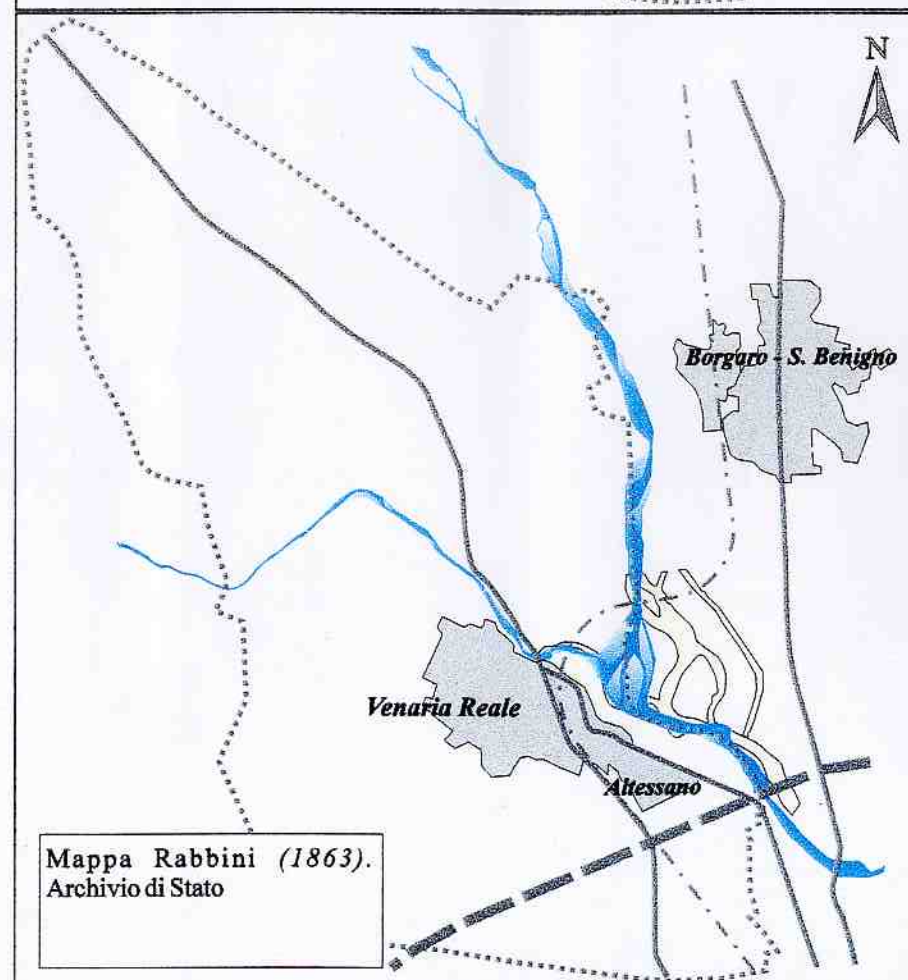 N
Borgaro - S. Benigno
Venaria Reale
Altessano
Mappa Rabbini (1863).
Archivio di Stato